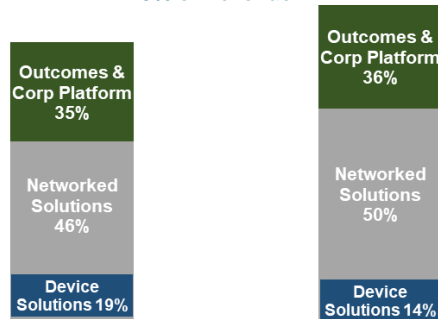 Outcomes &
Corp Platform
35%
Networked
Solutions
46%
Device
Solutions 19%
Outcomes &
Corp Platform
36%
Networked
Solutions
50%
Device
Solutions 14%